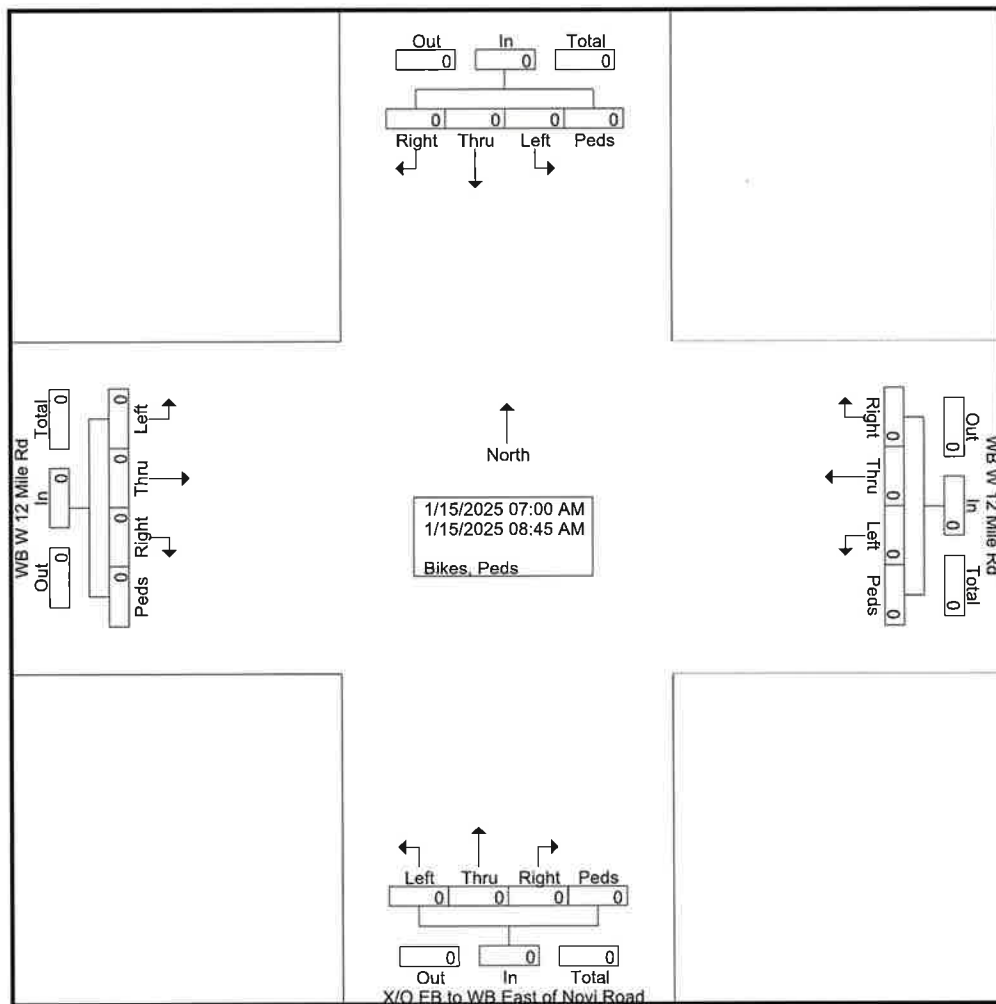 Out In Total
0 0 0
0 0 0 0
Right Thru Left Peds
WB W 12 Mile Rd
Total In Out
0 0 0
0 0 0 0
Left Thru Right Peds
North
1/15/2025 07:00 AM
1/15/2025 08:45 AM
Bikes, Peds
Right Thru Left Peds
0 0 0 0
Out In Total
0 0 0
WB W 12 Mile Rd
Left Thru Right Peds
0 0 0 0
0 0 0
Out In Total
X/O EB to WB East of Novi Road